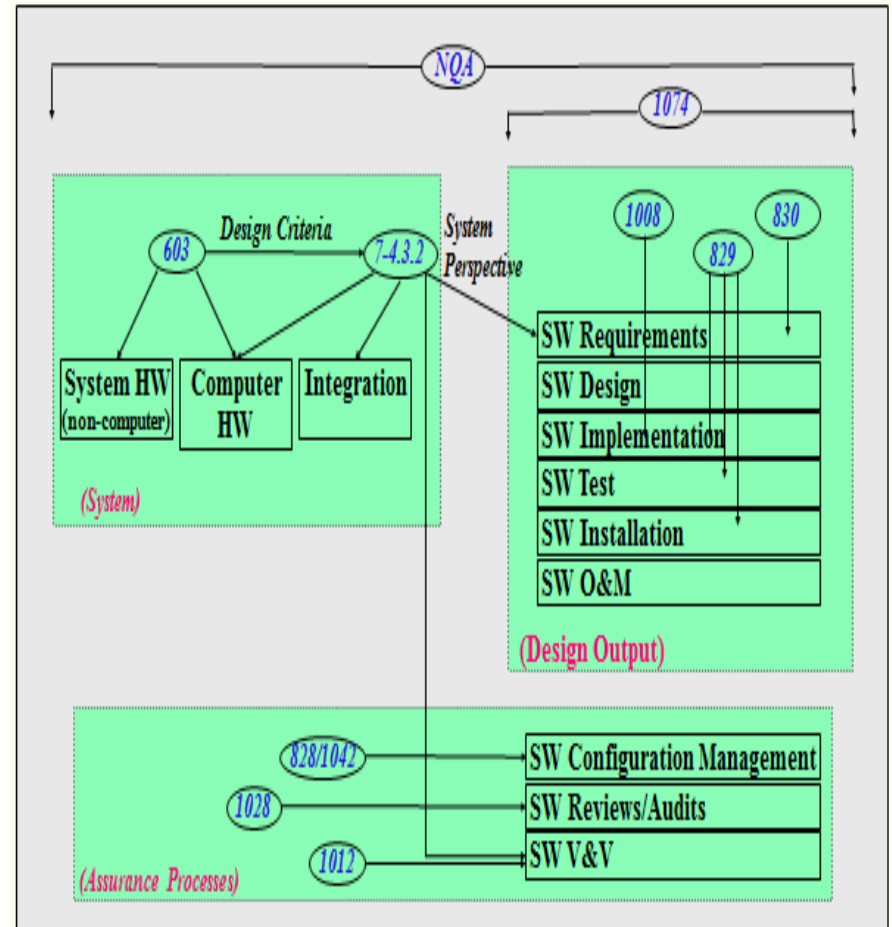 NQA
1074
603
Design Criteria
7-4.3.2
System
Perspective
1008
830
829
System HW
(non-computer)
Computer
HW
Integration
(System)
SW Requirements
SW Design
SW Implementation
SW Test
SW Installation
SW O&M
(Design Output)
828/1042
SW Configuration Management
1028
SW Reviews/Audits
1012
SW V&V
(Assurance Processes)